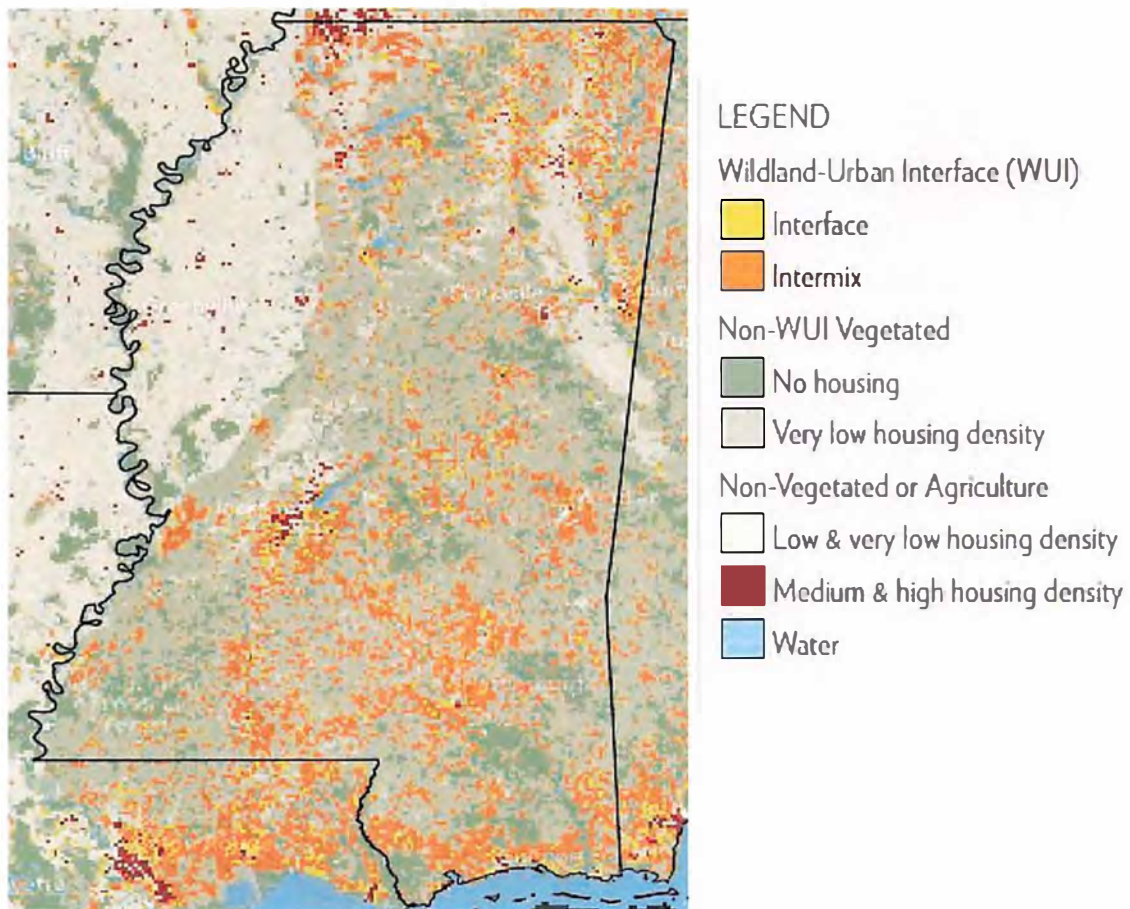 LEGEND
Wildland-Urban Interface (WUI)
Interface
Intermix
Non-WUI Vegetated
No housing
Very low housing density
Non-Vegetated or Agriculture
Low & very low housing density
Medium & high housing density
Water